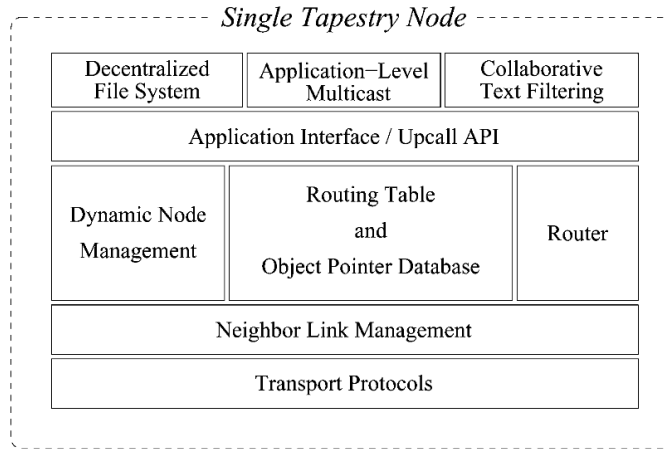 Single Tapestry Node
Decentralized
File System
Application−Level
Multicast
Collaborative
Text Filtering
Application Interface / Upcall API
Dynamic Node
Management
Routing Table
and
Object Pointer Database
Router
Neighbor Link Management
Transport Protocols